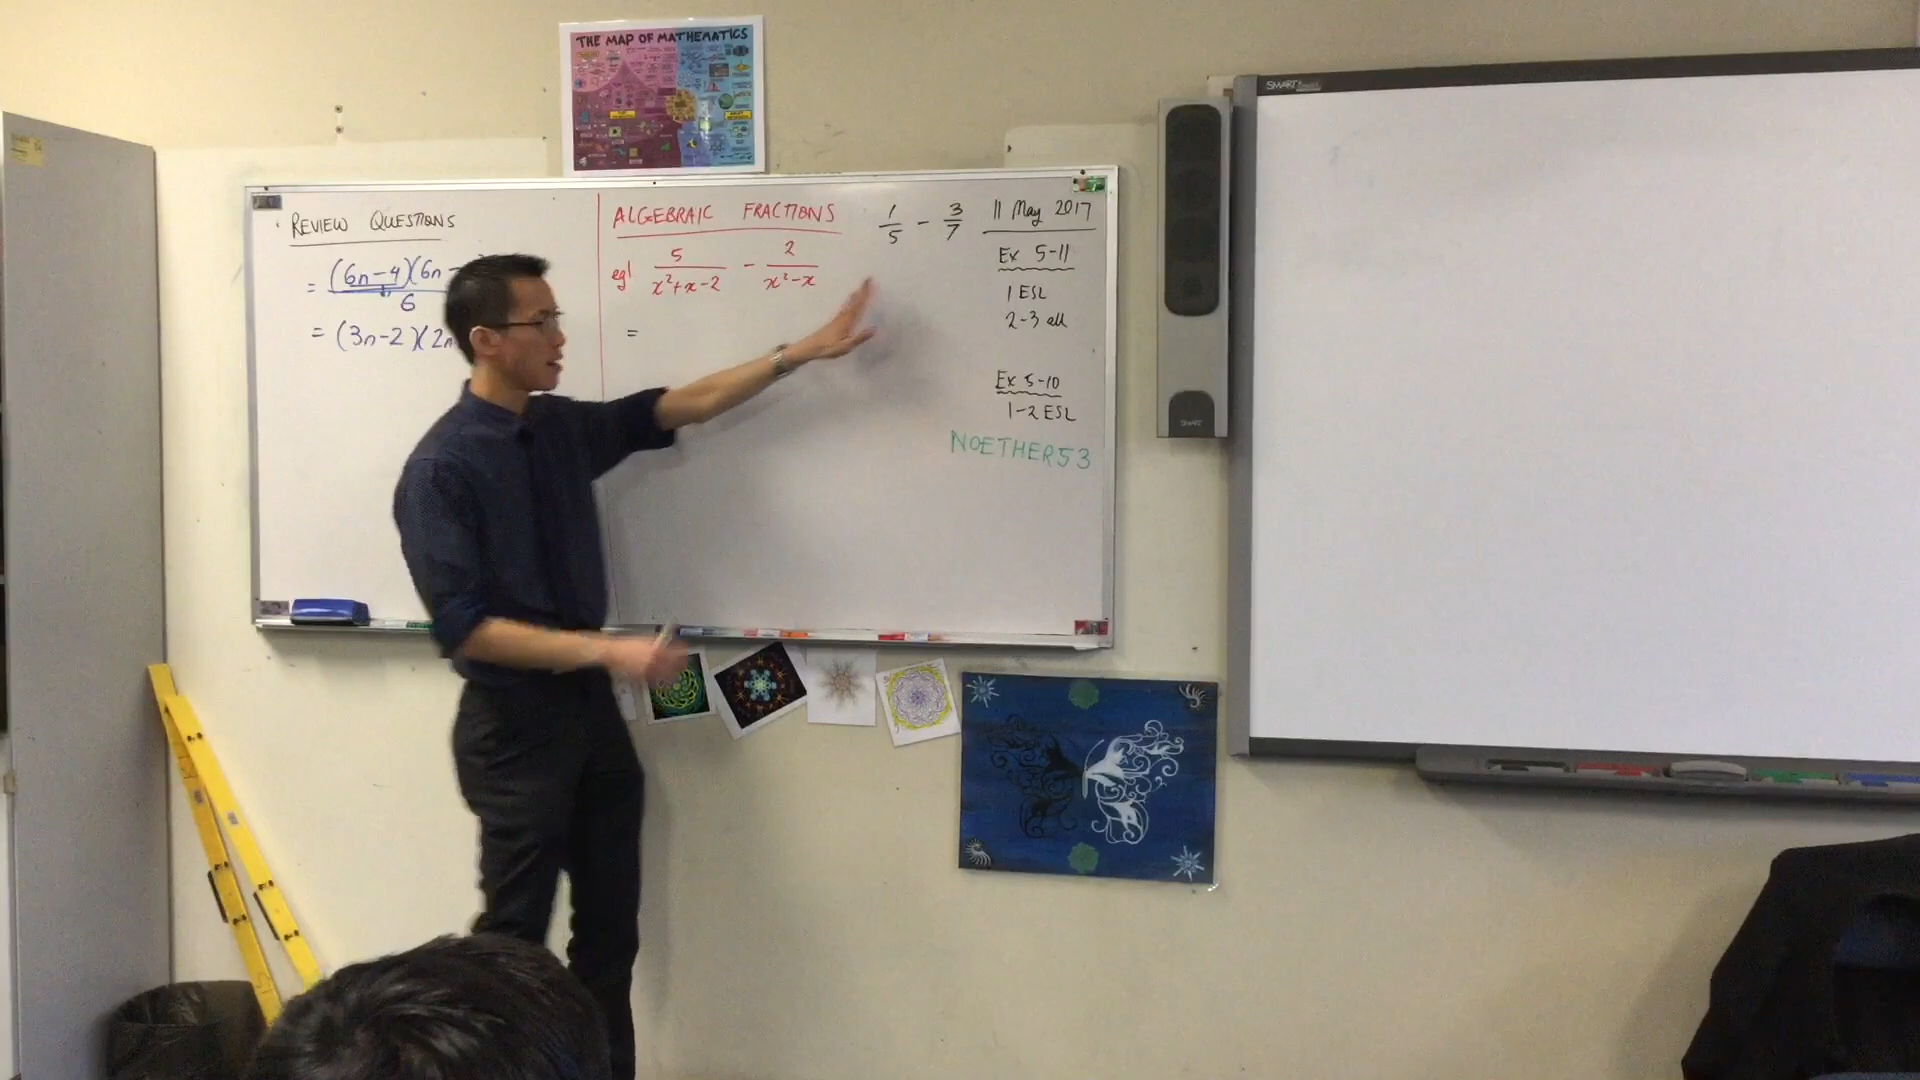 THE MAP OF MATHEMATICS
REVIEW QUESTIONS
= (6n-4)(6n-
6
= (3n-2)(2n
ALGEBRAIC FRACTIONS
eg1 5/(x²+x-2) - 2/(x²-x)
=
1/5 - 3/7
11 May 2017
Ex 5-11
1 ESL
2-3 all
Ex 5-10
1-2 ESL
NOETHER53
SMART
SMART